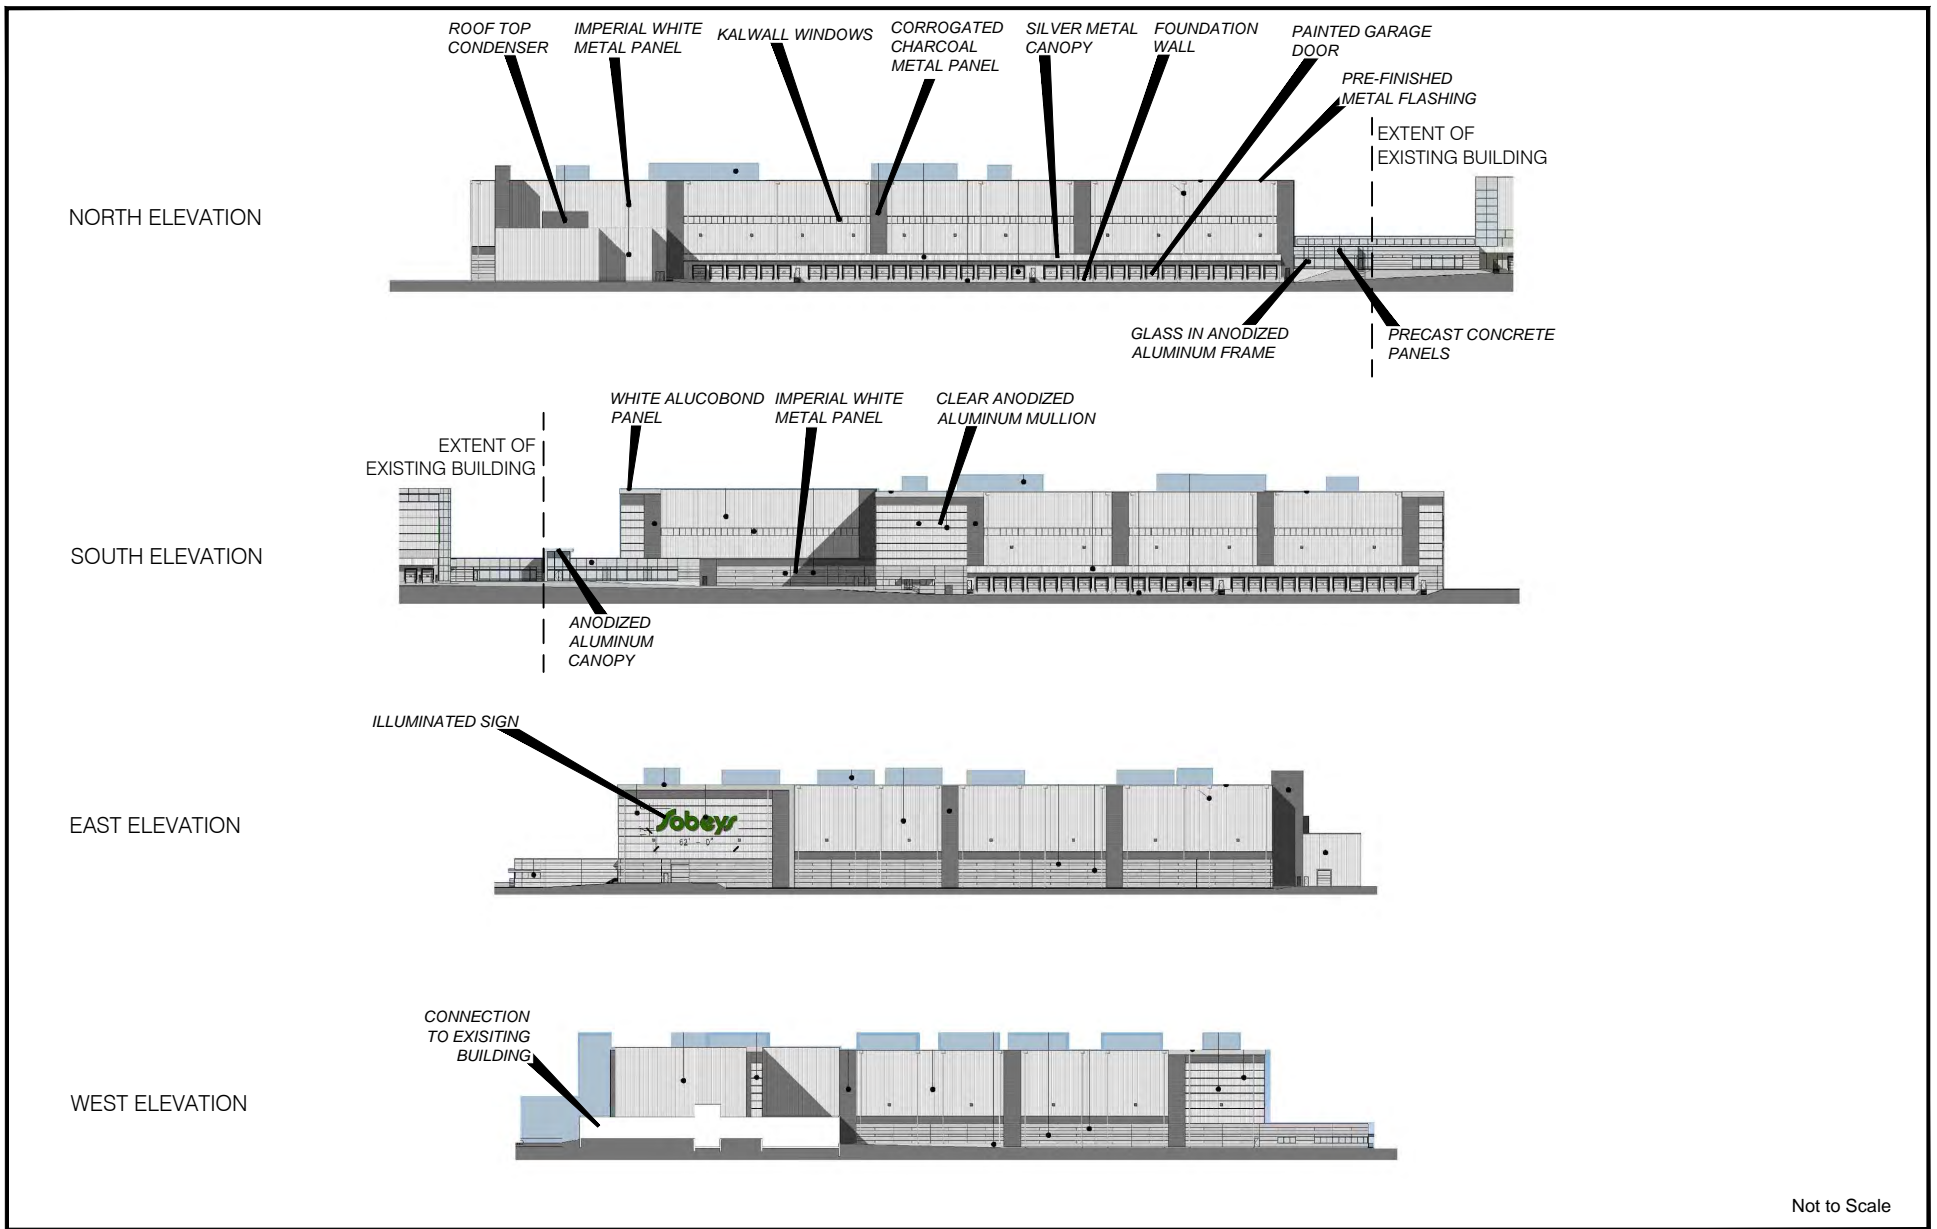 ROOF TOP
CONDENSER
IMPERIAL WHITE
METAL PANEL
KALWALL WINDOWS
CORROGATED
CHARCOAL
METAL PANEL
SILVER METAL
CANOPY
FOUNDATION
WALL
PAINTED GARAGE
DOOR
PRE-FINISHED
METAL FLASHING
EXTENT OF
EXISTING BUILDING
NORTH ELEVATION
GLASS IN ANODIZED
ALUMINUM FRAME
PRECAST CONCRETE
PANELS
WHITE ALUCOBOND
PANEL
IMPERIAL WHITE
METAL PANEL
CLEAR ANODIZED
ALUMINUM MULLION
EXTENT OF
EXISTING BUILDING
SOUTH ELEVATION
ANODIZED
ALUMINUM
CANOPY
ILLUMINATED SIGN
EAST ELEVATION
Sobeys
62' - 0"
CONNECTION
TO EXISITING
BUILDING
WEST ELEVATION
Not to Scale